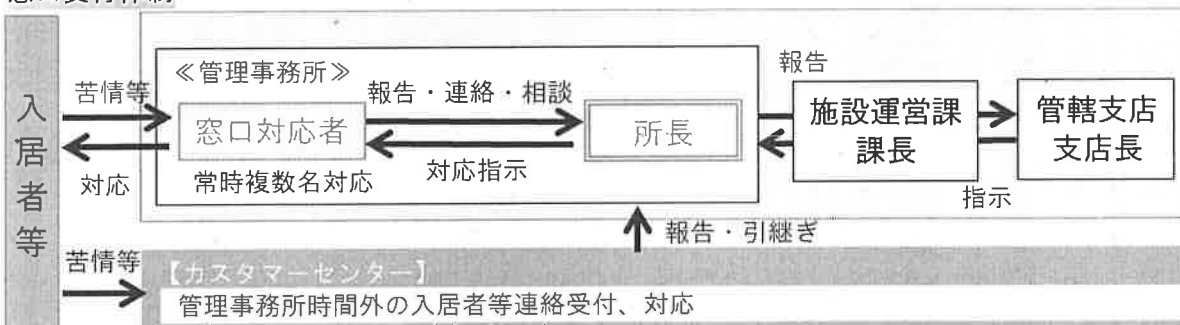 入居者等
苦情等
対応
≪管理事務所≫
窓口対応者
常時複数名対応
報告・連絡・相談
対応指示
所長
報告
施設運営課
課長
管轄支店
支店長
指示
報告・引継ぎ
苦情等
【カスタマーセンター】
管理事務所時間外の入居者等連絡受付、対応